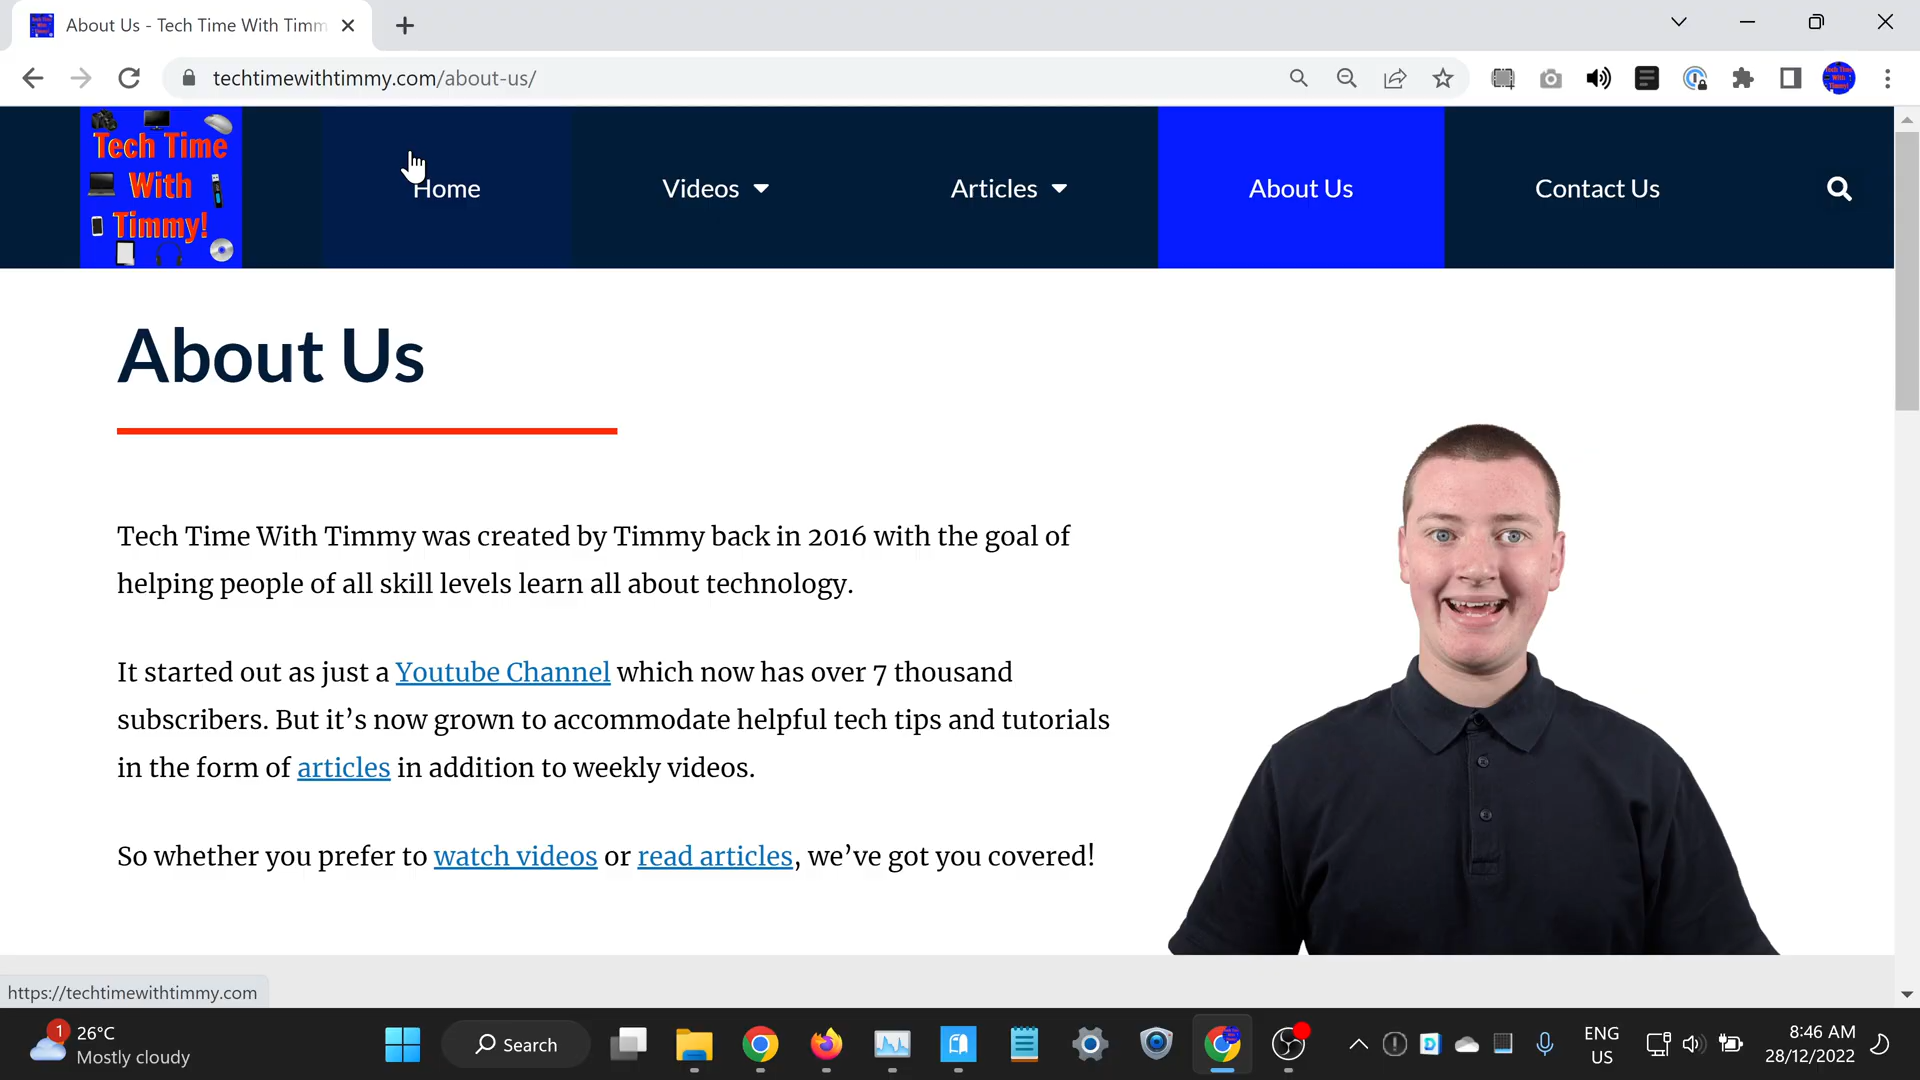 About Us - Tech Time With Timm
techtimewithtimmy.com/about-us/
Tech Time
With
Timmy!
Home
Videos
Articles
About Us
Contact Us
About Us
Tech Time With Timmy was created by Timmy back in 2016 with the goal of
helping people of all skill levels learn all about technology.
It started out as just a Youtube Channel which now has over 7 thousand
subscribers. But it’s now grown to accommodate helpful tech tips and tutorials
in the form of articles in addition to weekly videos.
So whether you prefer to watch videos or read articles, we’ve got you covered!
https://techtimewithtimmy.com
1
26°C
Mostly cloudy
Search
ENG
US
8:46 AM
28/12/2022